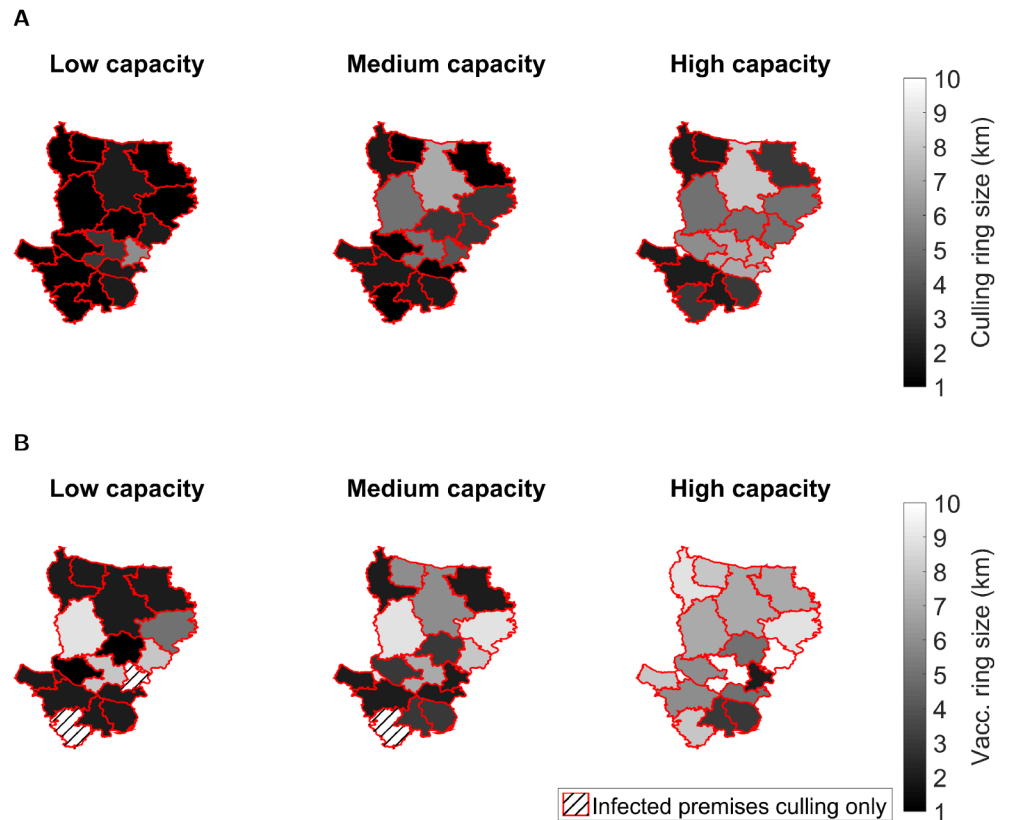 A
Low capacity
Medium capacity
High capacity
10
9
8
7
6
5
4
3
2
1
Culling ring size (km)
B
Low capacity
Medium capacity
High capacity
10
9
8
7
6
5
4
3
2
1
Vacc. ring size (km)
Infected premises culling only